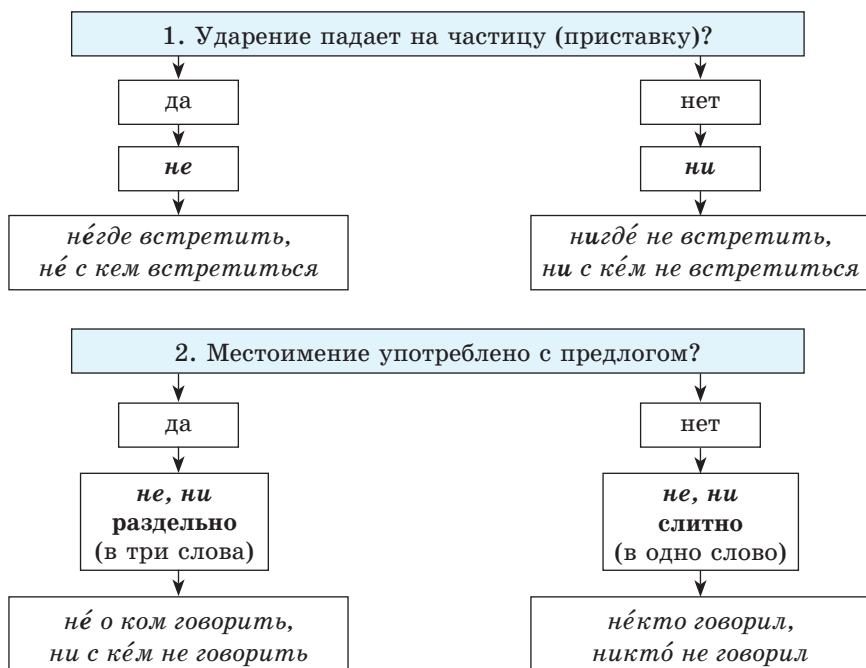 1. Ударение падает на частицу (приставку)?
да
нет
не
ни
не́где встретить,
не́ с кем встретиться
нигде́ не встретить,
ни с ке́м не встретиться
2. Местоимение употреблено с предлогом?
да
нет
не, ни
раздельно
(в три слова)
не, ни
слитно
(в одно слово)
не́ о ком говорить,
ни с ке́м не говорить
не́кто говорил,
никто́ не говорил